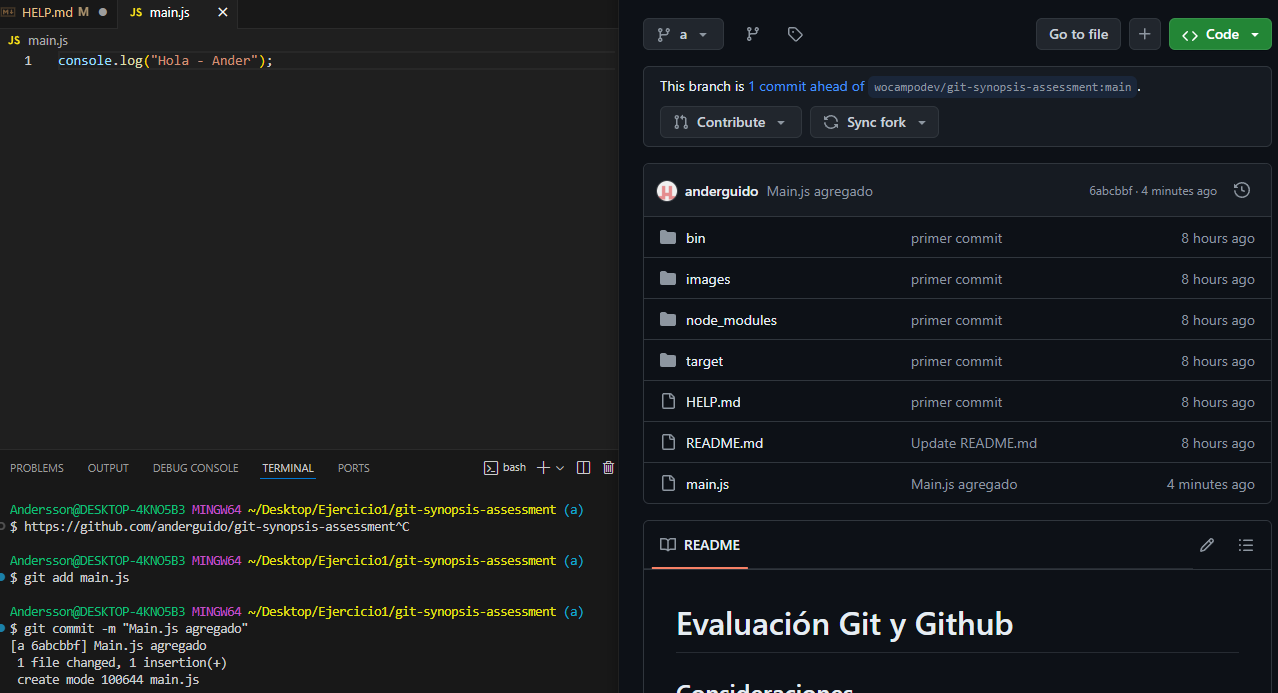 HELP.md M
JS main.js
JS main.js
1 console.log("Hola - Ander");
PROBLEMS OUTPUT DEBUG CONSOLE TERMINAL PORTS bash
Andersson@DESKTOP-4KNO5B3 MINGW64 ~/Desktop/Ejercicio1/git-synopsis-assessment (a)
$ https://github.com/anderguido/git-synopsis-assessment^C
Andersson@DESKTOP-4KNO5B3 MINGW64 ~/Desktop/Ejercicio1/git-synopsis-assessment (a)
$ git add main.js
Andersson@DESKTOP-4KNO5B3 MINGW64 ~/Desktop/Ejercicio1/git-synopsis-assessment (a)
$ git commit -m "Main.js agregado"
[a 6abcbbf] Main.js agregado
1 file changed, 1 insertion(+)
create mode 100644 main.js
a Go to file Code
This branch is 1 commit ahead of wocampodev/git-synopsis-assessment:main .
Contribute Sync fork
anderguido Main.js agregado 6abcbbf · 4 minutes ago
bin primer commit 8 hours ago
images primer commit 8 hours ago
node_modules primer commit 8 hours ago
target primer commit 8 hours ago
HELP.md primer commit 8 hours ago
README.md Update README.md 8 hours ago
main.js Main.js agregado 4 minutes ago
README
Evaluación Git y Github
Consideraciones